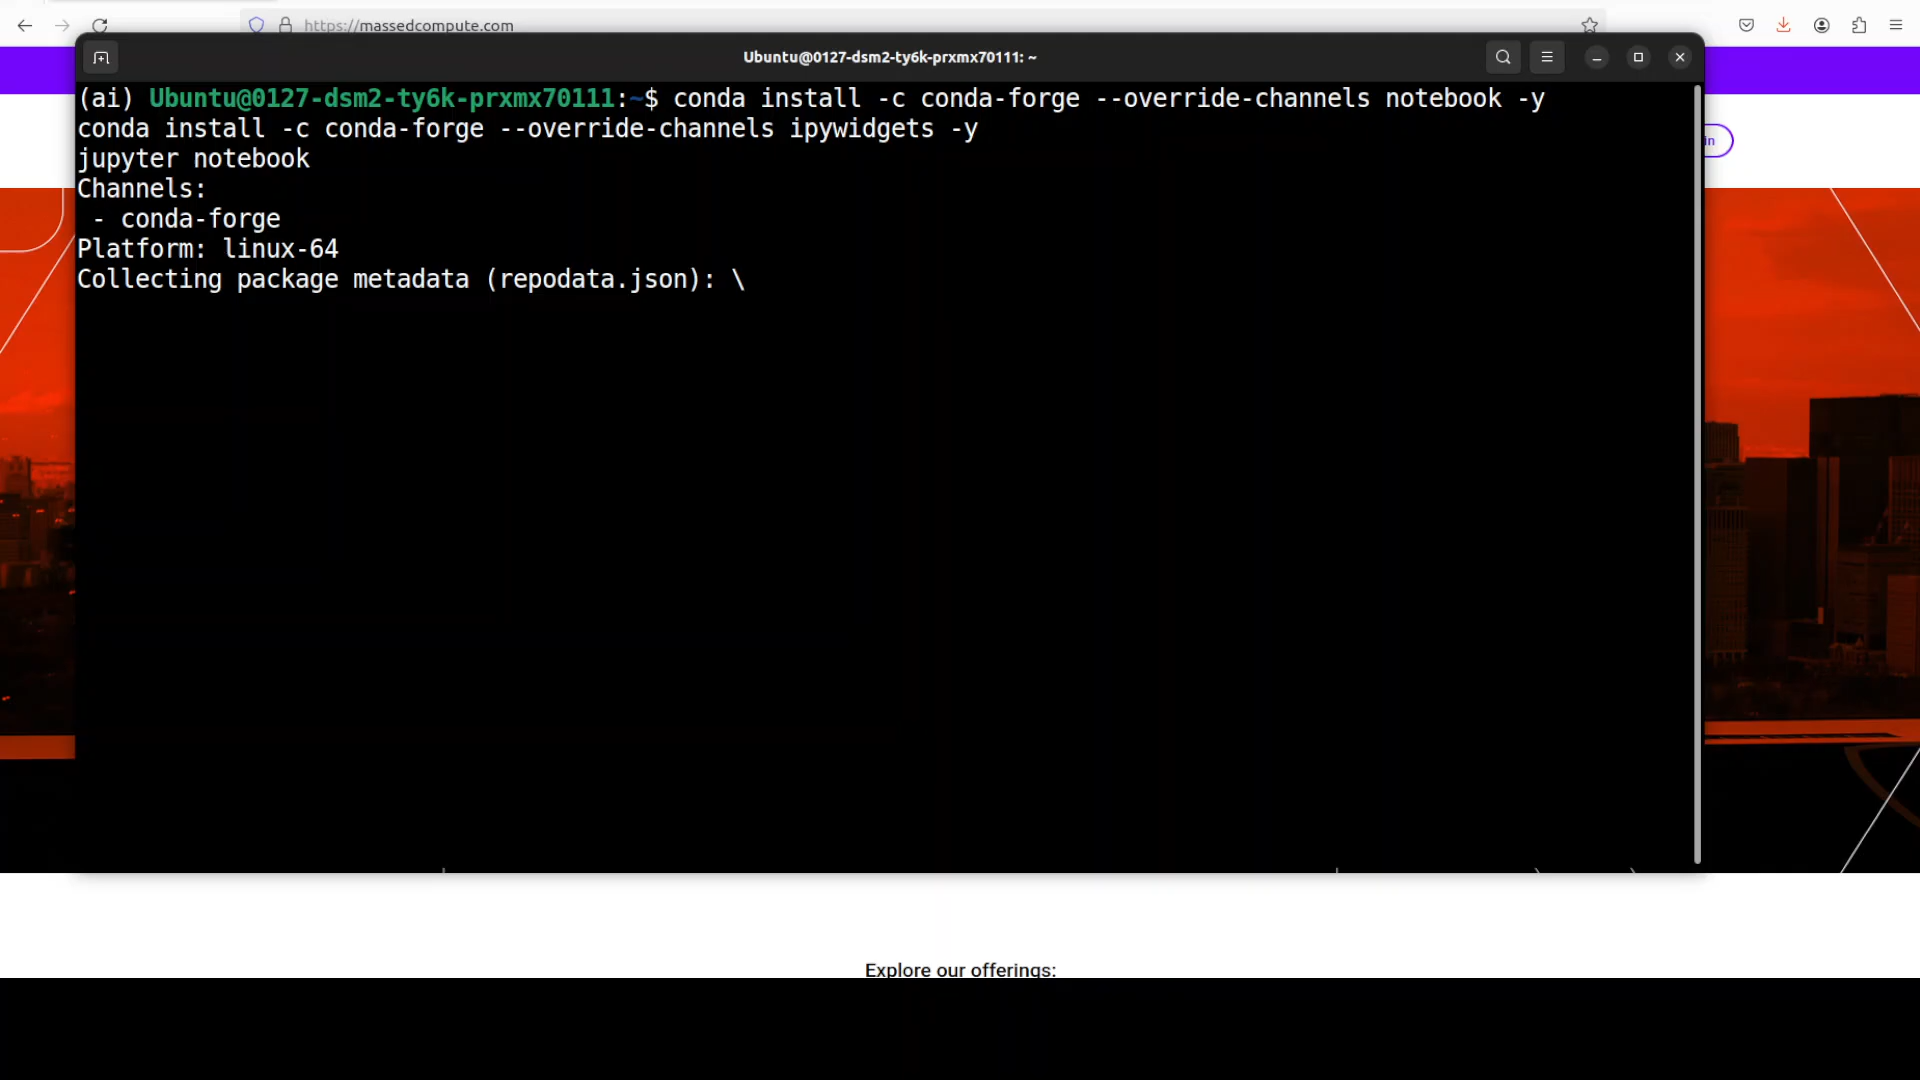 https://massedcompute.com
Ubuntu@0127-dsm2-ty6k-prxmx70111: ~
(ai) Ubuntu@0127-dsm2-ty6k-prxmx70111:~$ conda install -c conda-forge --override-channels notebook -y
conda install -c conda-forge --override-channels ipywidgets -y
jupyter notebook
Channels:
 - conda-forge
Platform: linux-64
Collecting package metadata (repodata.json): \
in
Explore our offerings: